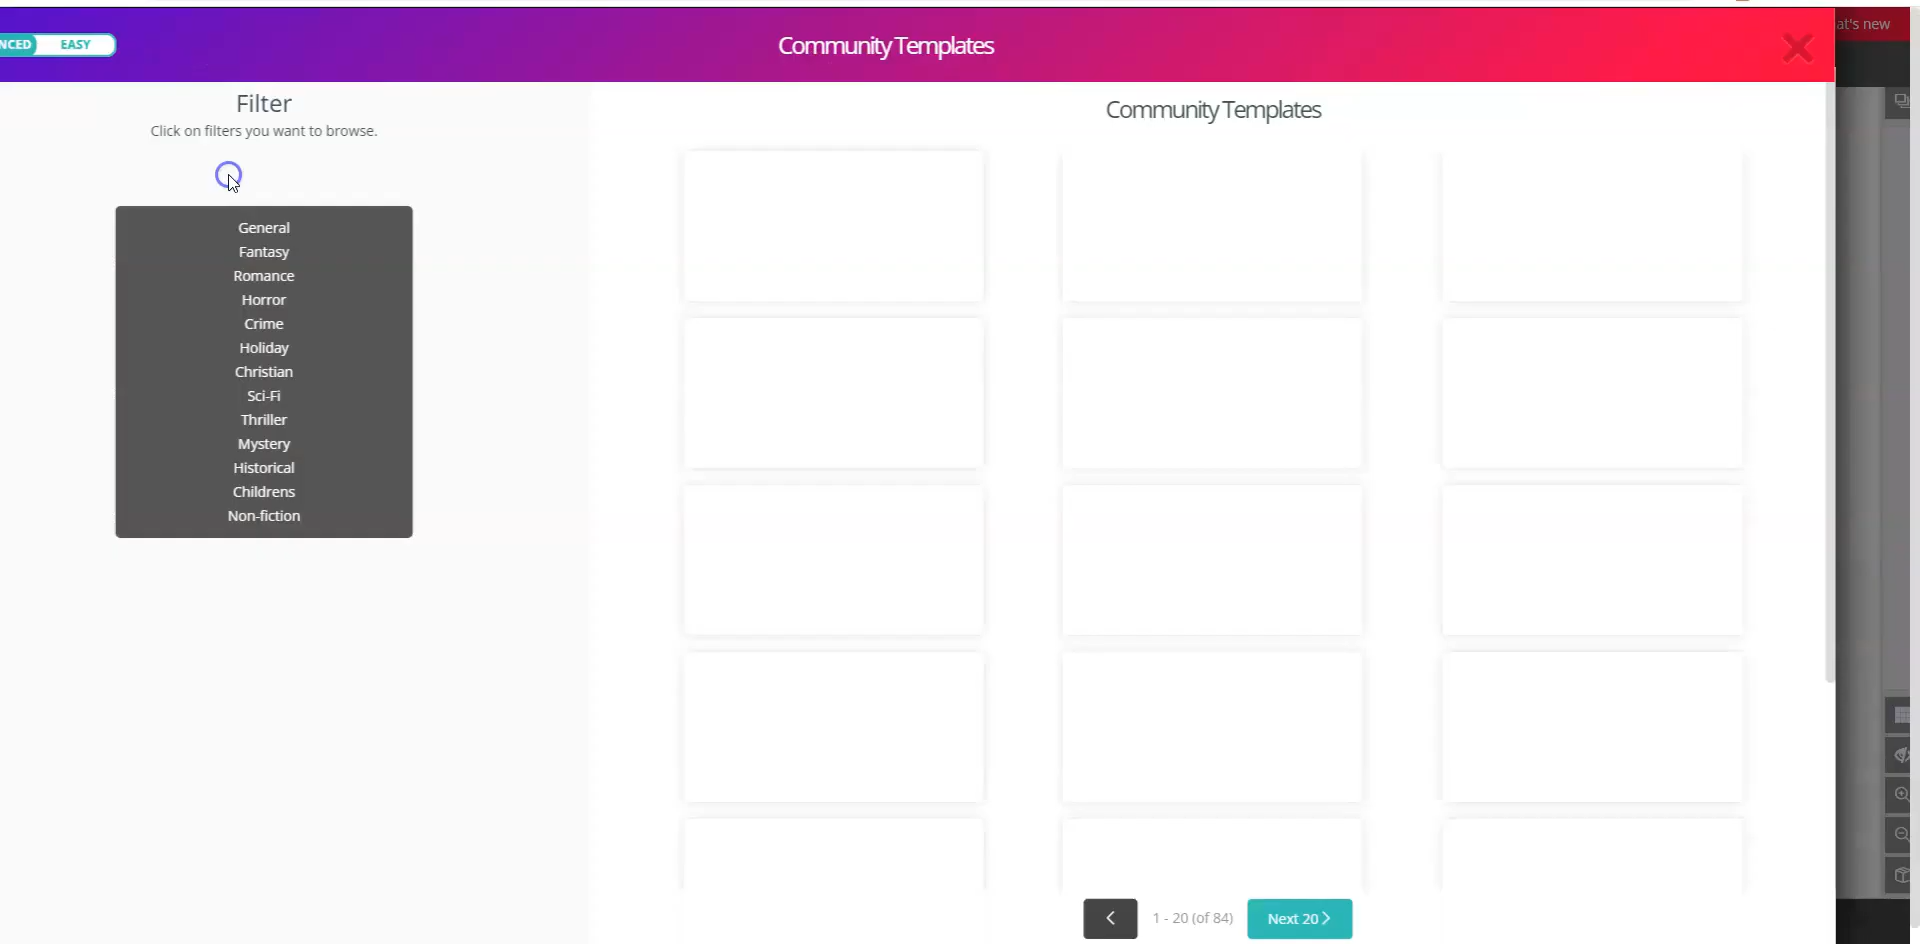 NCED EASY
Community Templates
at's new
Filter
Click on filters you want to browse.
General
Fantasy
Romance
Horror
Crime
Holiday
Christian
Sci-Fi
Thriller
Mystery
Historical
Childrens
Non-fiction
Community Templates
1 - 20 (of 84)
Next 20